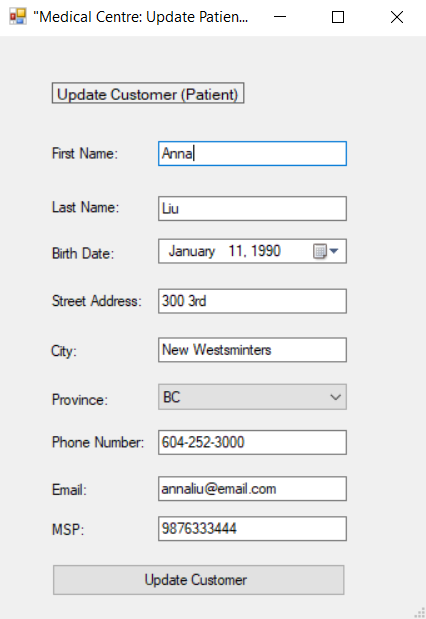 "Medical Centre: Update Patien...
Update Customer (Patient)
First Name: Anna
Last Name: Liu
Birth Date: January 11, 1990
Street Address: 300 3rd
City: New Westsminters
Province: BC
Phone Number: 604-252-3000
Email: annaliu@email.com
MSP: 9876333444
Update Customer